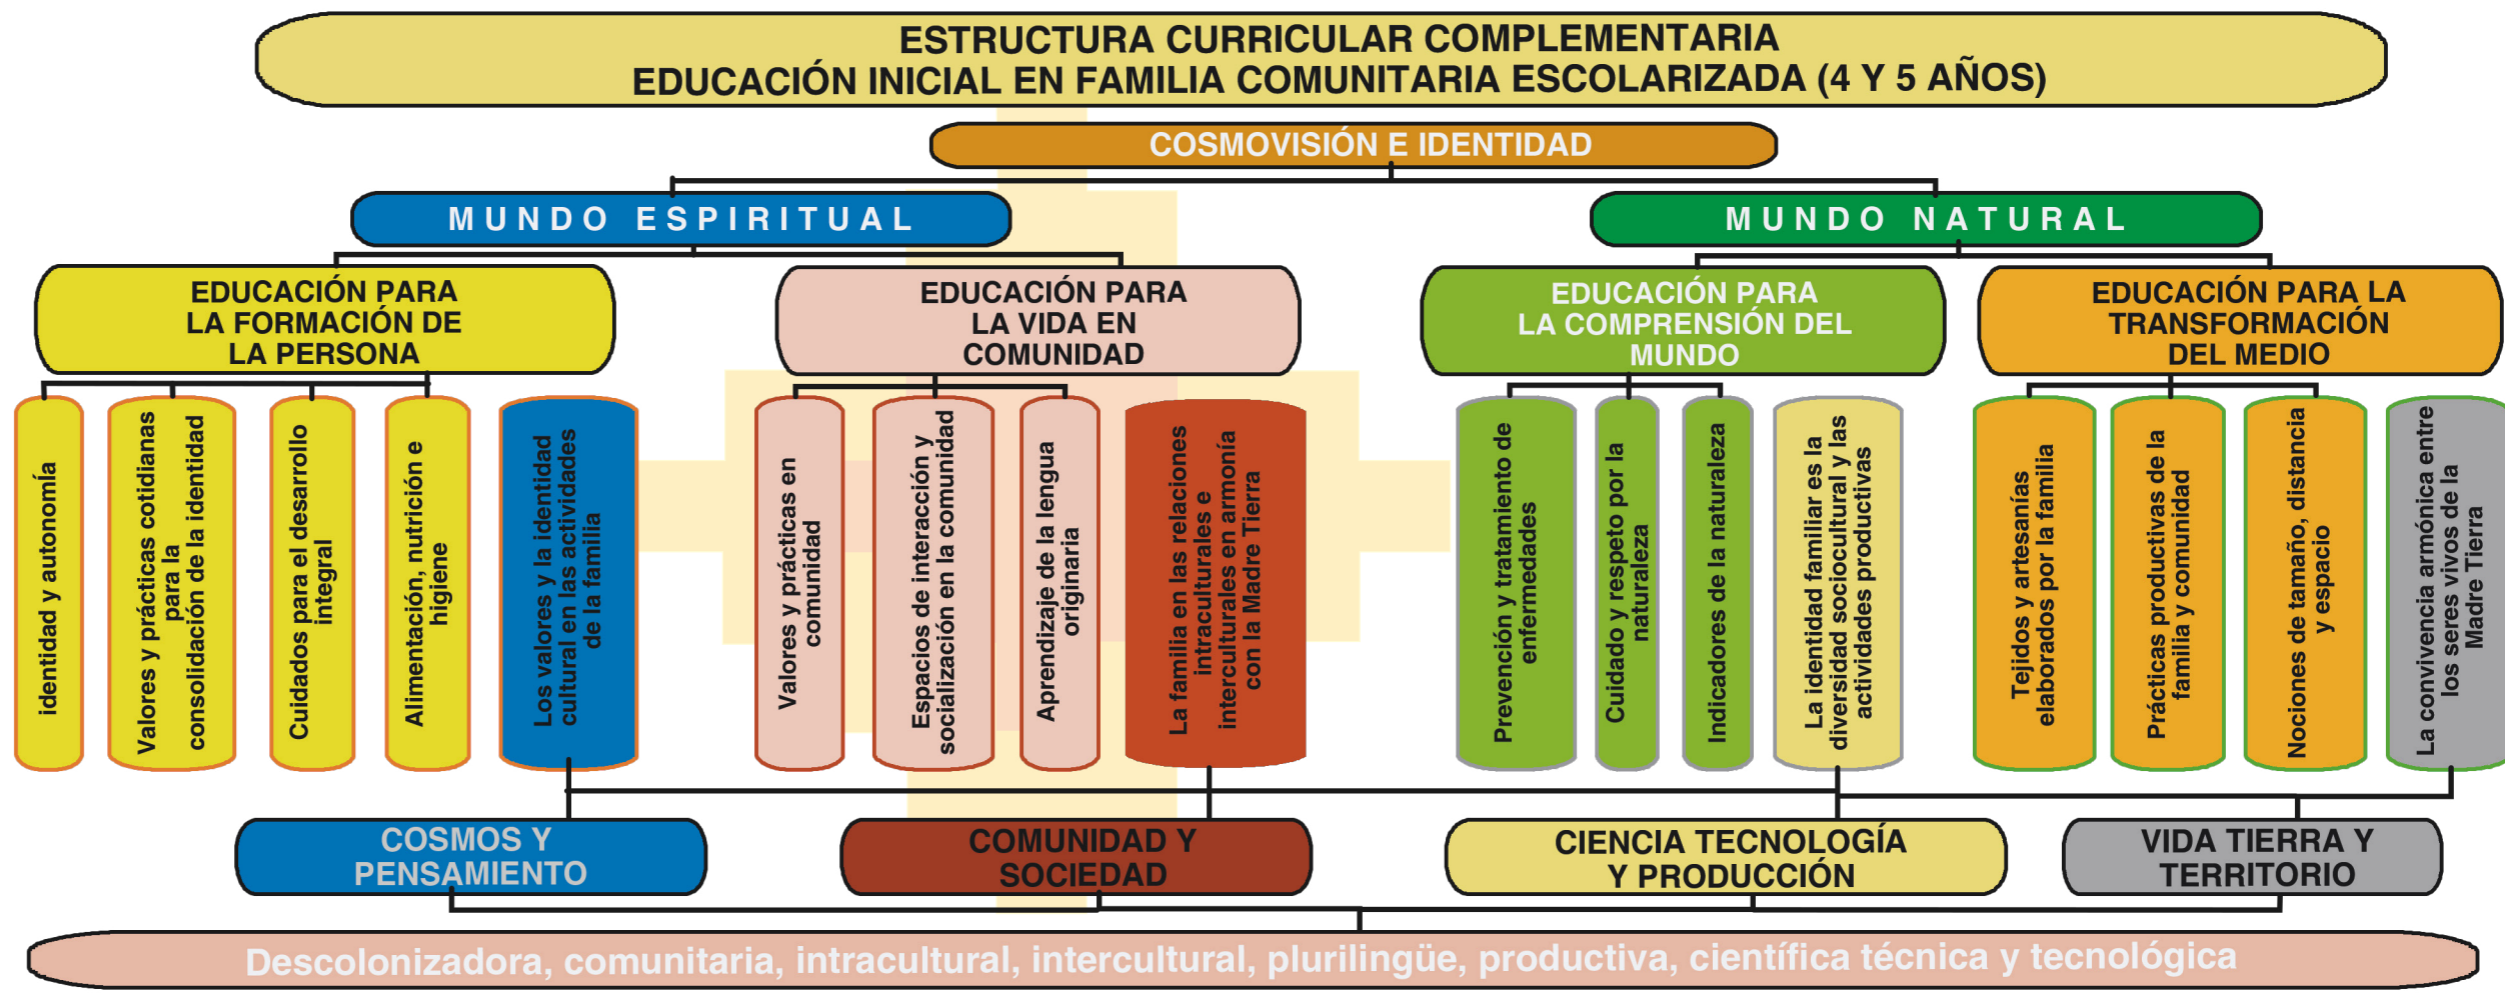 ESTRUCTURA CURRICULAR COMPLEMENTARIA
EDUCACIÓN INICIAL EN FAMILIA COMUNITARIA ESCOLARIZADA (4 Y 5 AÑOS)
COSMOVISIÓN E IDENTIDAD
MUNDO ESPIRITUAL
MUNDO NATURAL
EDUCACIÓN PARA
LA FORMACIÓN DE
LA PERSONA
EDUCACIÓN PARA
LA VIDA EN
COMUNIDAD
EDUCACIÓN PARA
LA COMPRENSIÓN DEL
MUNDO
EDUCACIÓN PARA LA
TRANSFORMACIÓN
DEL MEDIO
identidad y autonomía
Valores y prácticas cotidianas
para la
consolidación de la identidad
Cuidados para el desarrollo
integral
Alimentación, nutrición e
higiene
Los valores y la identidad
cultural en las actividades
de la familia
Valores y prácticas en
comunidad
Espacios de interacción y
socialización en la comunidad
Aprendizaje de la lengua
originaria
La familia en las relaciones
intraculturales e
interculturales en armonía
con la Madre Tierra
Prevención y tratamiento de
enfermedades
Cuidado y respeto por la
naturaleza
Indicadores de la naturaleza
La identidad familiar es la
diversidad sociocultural y las
actividades productivas
Tejidos y artesanías
elaborados por la familia
Prácticas productivas de la
familia y comunidad
Nociones de tamaño, distancia
y espacio
La convivencia armónica entre
los seres vivos de la
Madre Tierra
COSMOS Y
PENSAMIENTO
COMUNIDAD Y
SOCIEDAD
CIENCIA TECNOLOGÍA
Y PRODUCCIÓN
VIDA TIERRA Y
TERRITORIO
Descolonizadora, comunitaria, intracultural, intercultural, plurilingüe, productiva, científica técnica y tecnológica